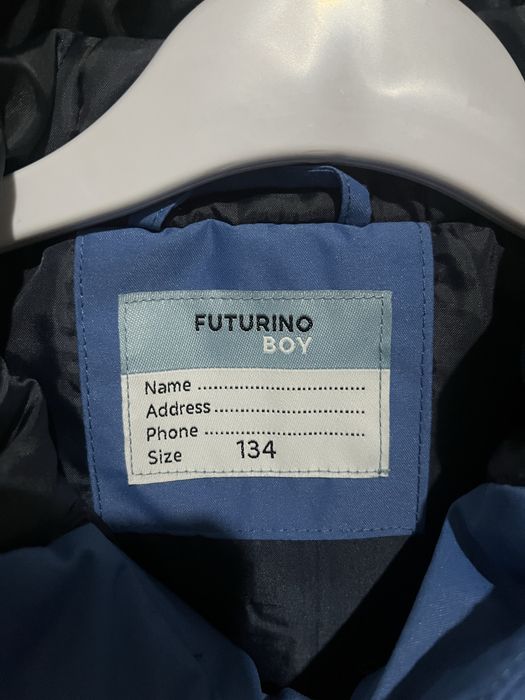 FUTURINO
BOY
Name ................................
Address .............................
Phone ...............................
Size 134